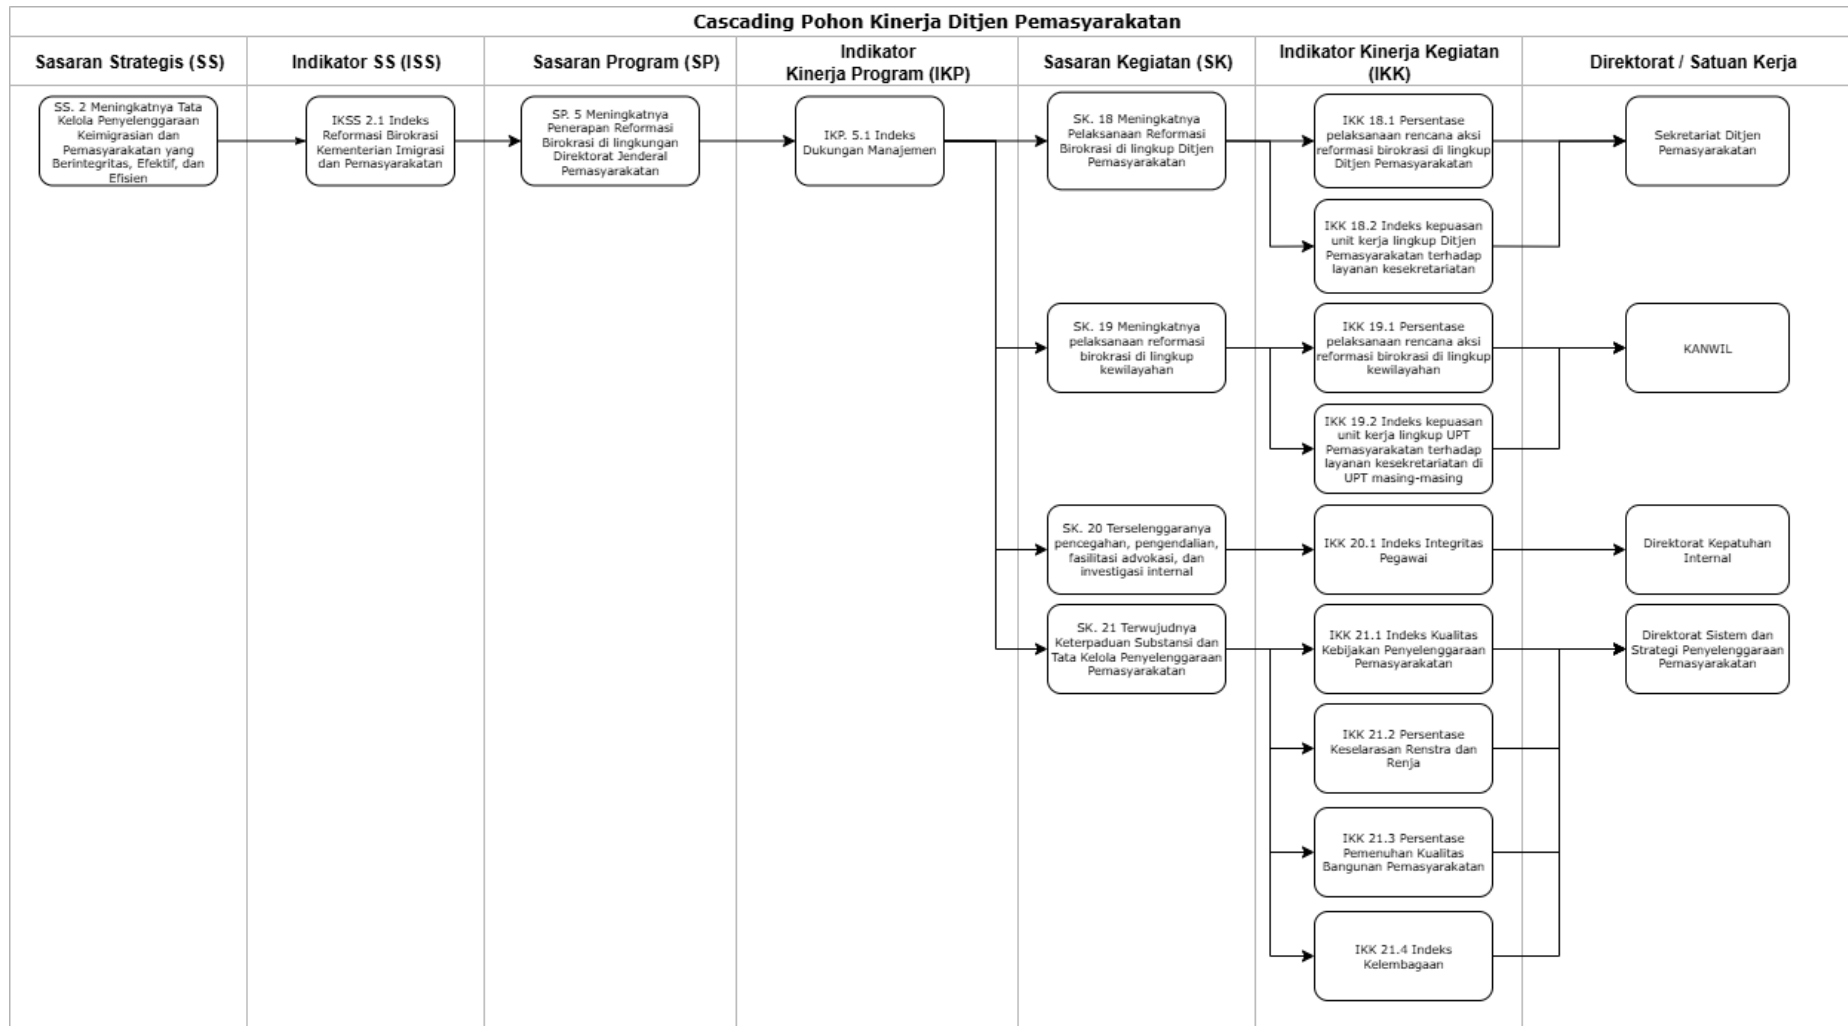 Cascading Pohon Kinerja Ditjen Pemasyarakatan
Sasaran Strategis (SS)
Indikator SS (ISS)
Sasaran Program (SP)
Indikator
Kinerja Program (IKP)
Sasaran Kegiatan (SK)
Indikator Kinerja Kegiatan
(IKK)
Direktorat / Satuan Kerja
SS. 2 Meningkatnya Tata
Kelola Penyelenggaraan
Keimigrasian dan
Pemasyarakatan yang
Berintegritas, Efektif, dan
Efisien
IKSS 2.1 Indeks
Reformasi Birokrasi
Kementerian Imigrasi
dan Pemasyarakatan
SP. 5 Meningkatnya
Penerapan Reformasi
Birokrasi di lingkungan
Direktorat Jenderal
Pemasyarakatan
IKP. 5.1 Indeks
Dukungan Manajemen
SK. 18 Meningkatnya
Pelaksanaan Reformasi
Birokrasi di lingkup Ditjen
Pemasyarakatan
IKK 18.1 Persentase
pelaksanaan rencana aksi
reformasi birokrasi di lingkup
Ditjen Pemasyarakatan
Sekretariat Ditjen
Pemasyarakatan
IKK 18.2 Indeks kepuasan
unit kerja lingkup Ditjen
Pemasyarakatan terhadap
layanan kesekretariatan
SK. 19 Meningkatnya
pelaksanaan reformasi
birokrasi di lingkup
kewilayahan
IKK 19.1 Persentase
pelaksanaan rencana aksi
reformasi birokrasi di lingkup
kewilayahan
KANWIL
IKK 19.2 Indeks kepuasan
unit kerja lingkup UPT
Pemasyarakatan terhadap
layanan kesekretariatan di
UPT masing-masing
SK. 20 Terselenggaranya
pencegahan, pengendalian,
fasilitasi advokasi, dan
investigasi internal
IKK 20.1 Indeks Integritas
Pegawai
Direktorat Kepatuhan
Internal
SK. 21 Terwujudnya
Keterpaduan Substansi dan
Tata Kelola Penyelenggaraan
Pemasyarakatan
IKK 21.1 Indeks Kualitas
Kebijakan Penyelenggaraan
Pemasyarakatan
Direktorat Sistem dan
Strategi Penyelenggaraan
Pemasyarakatan
IKK 21.2 Persentase
Keselarasan Renstra dan
Renja
IKK 21.3 Persentase
Pemenuhan Kualitas
Bangunan Pemasyarakatan
IKK 21.4 Indeks
Kelembagaan